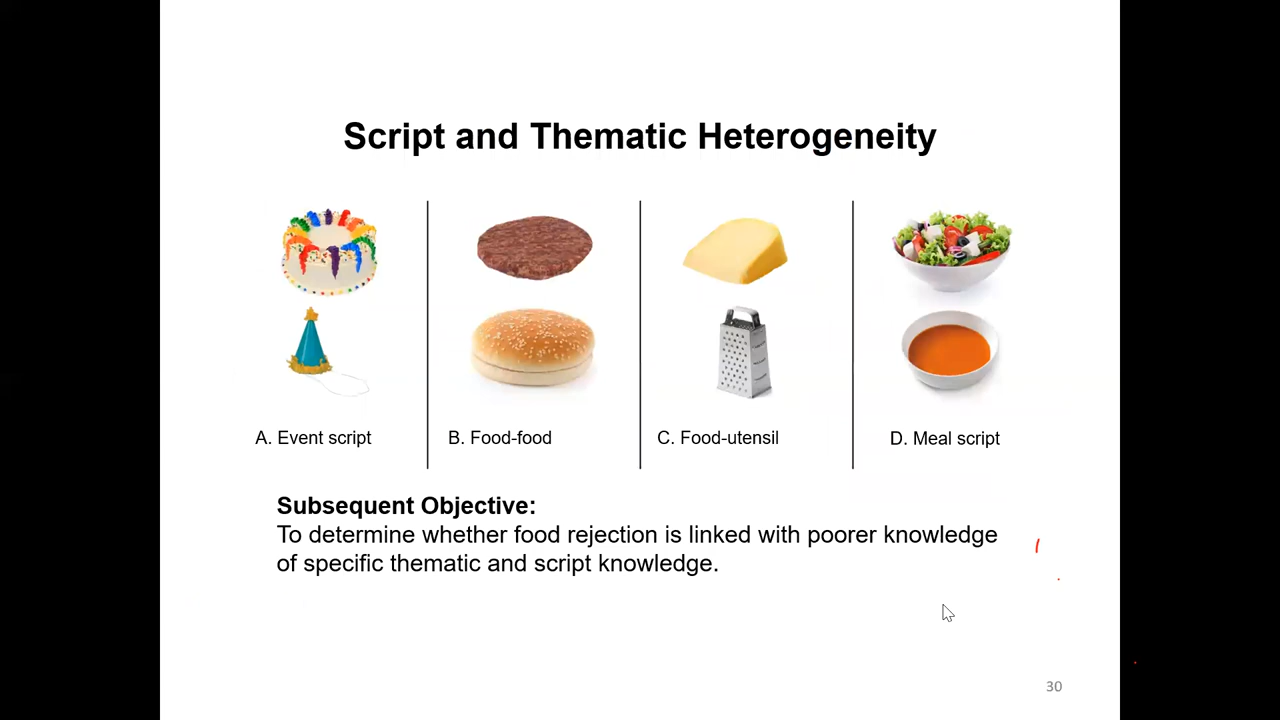 Script and Thematic Heterogeneity
A. Event script
B. Food-food
C. Food-utensil
D. Meal script
Subsequent Objective:
To determine whether food rejection is linked with poorer knowledge
of specific thematic and script knowledge.
30